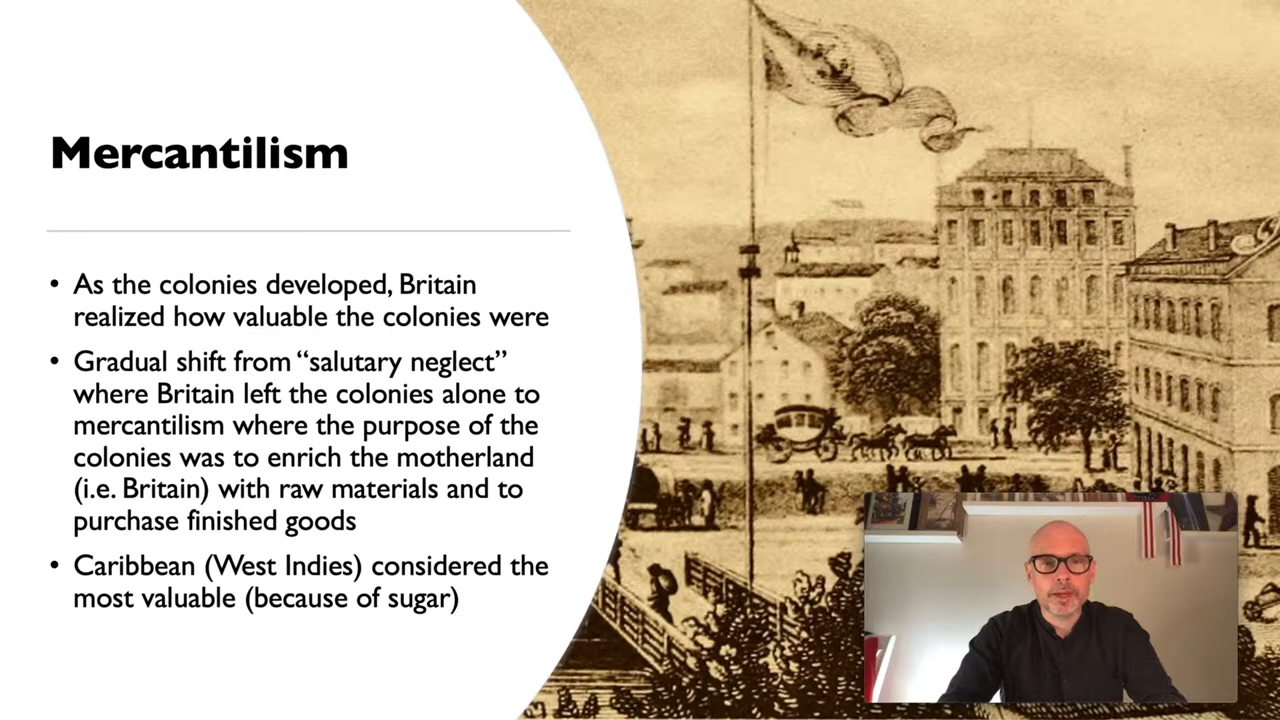 Mercantilism
• As the colonies developed, Britain
realized how valuable the colonies were
• Gradual shift from “salutary neglect”
where Britain left the colonies alone to
mercantilism where the purpose of the
colonies was to enrich the motherland
(i.e. Britain) with raw materials and to
purchase finished goods
• Caribbean (West Indies) considered the
most valuable (because of sugar)